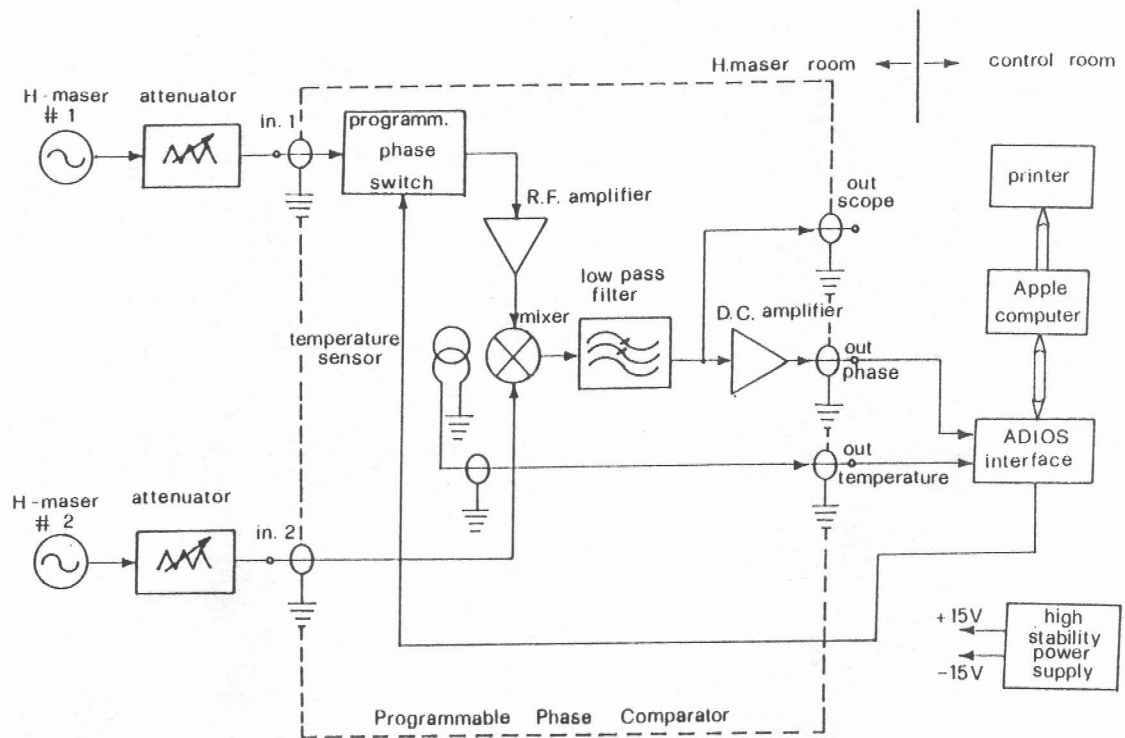 H.maser room
control room
H-maser
# 1
attenuator
in. 1
programm.
phase
switch
R.F. amplifier
out
scope
printer
low pass
filter
D.C. amplifier
Apple
computer
mixer
temperature
sensor
out
phase
ADIOS
interface
out
temperature
H-maser
# 2
attenuator
in. 2
+15V
-15V
high
stability
power
supply
Programmable Phase Comparator